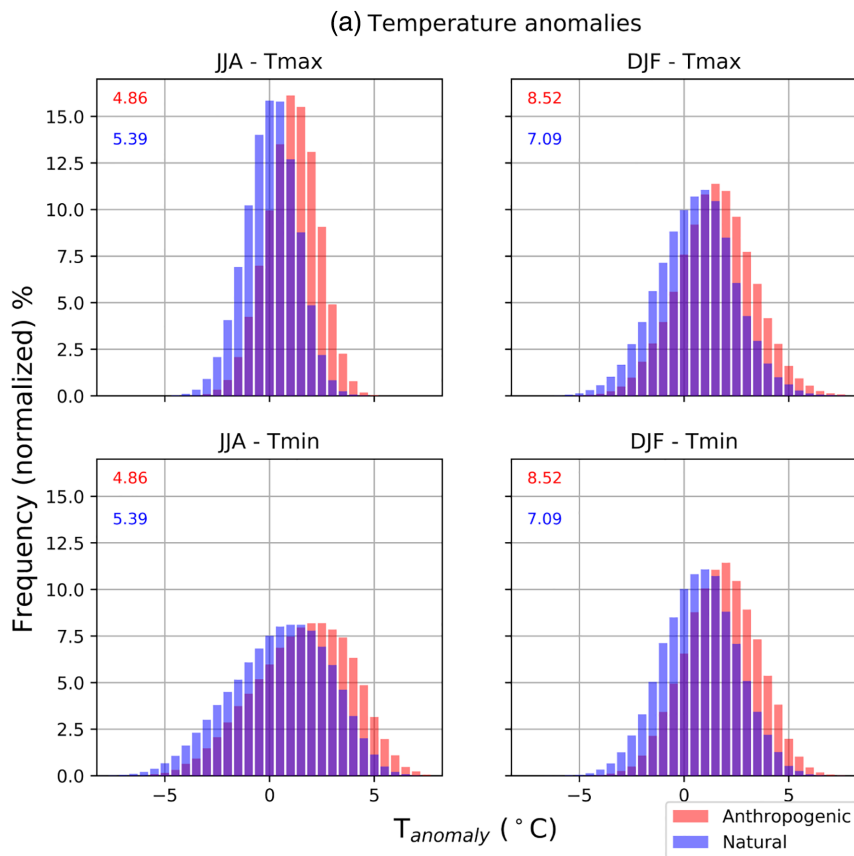 (a) Temperature anomalies
JJA - Tmax
DJF - Tmax
4.86
5.39
8.52
7.09
15.0
12.5
10.0
7.5
5.0
2.5
0.0
JJA - Tmin
DJF - Tmin
4.86
5.39
8.52
7.09
15.0
12.5
10.0
7.5
5.0
2.5
0.0
Frequency (normalized) %
−5 0 5 −5 0 5
Tanomaly (°C)
Anthropogenic
Natural